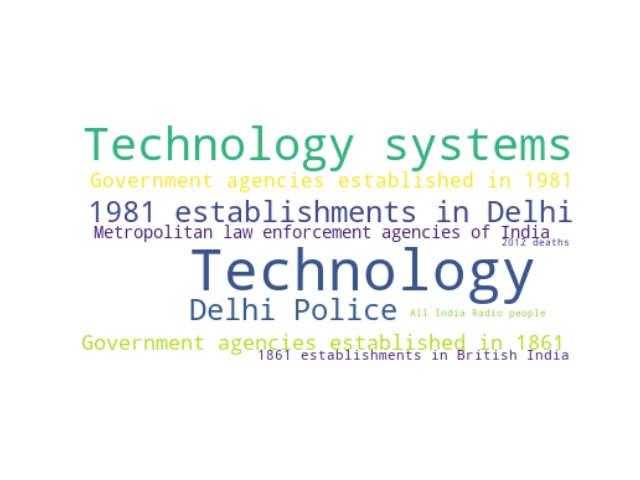 Technology systems
Government agencies established in 1981
1981 establishments in Delhi
Metropolitan law enforcement agencies of India
2012 deaths
Technology
Delhi Police
All India Radio people
Government agencies established in 1861
1861 establishments in British India